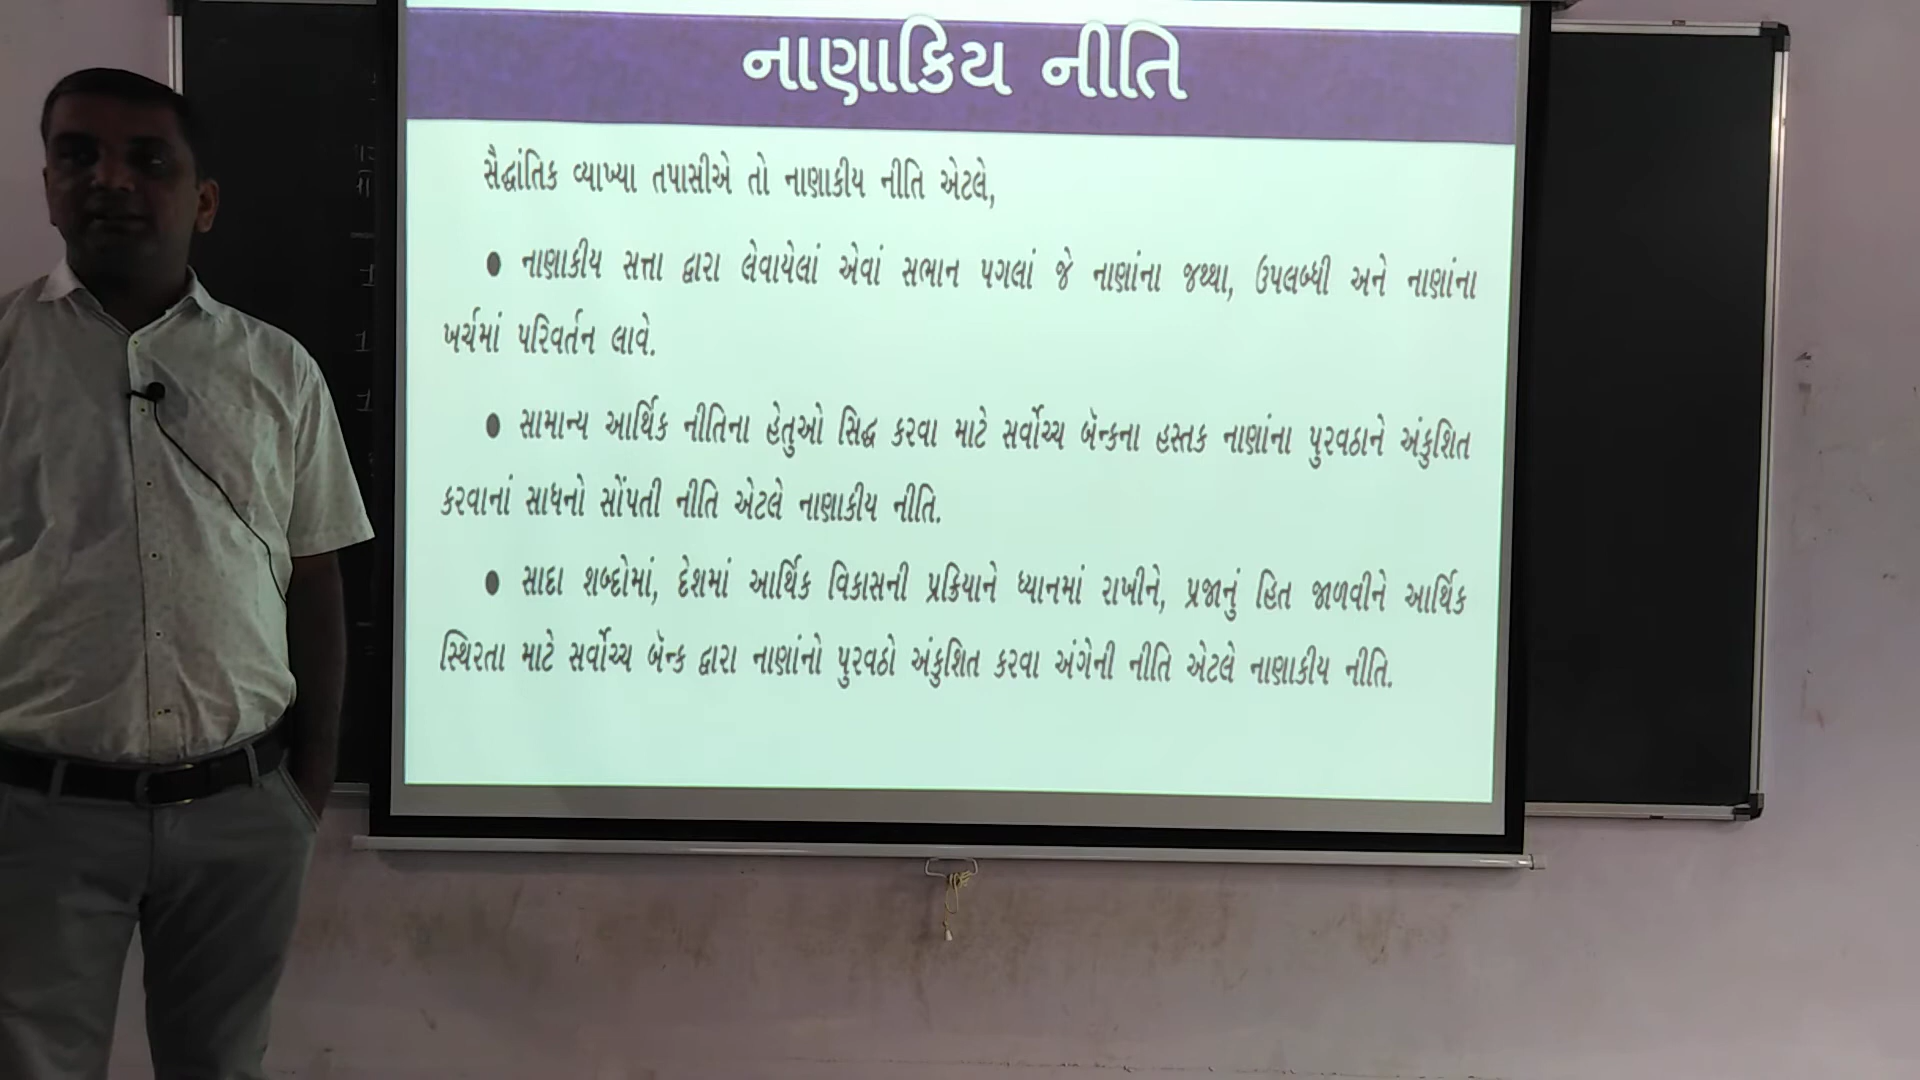 નાણાકિય નીતિ
સૈદ્ધાંતિક વ્યાખ્યા તપાસીએ તો નાણાકીય નીતિ એટલે,
● નાણાકીય સત્તા દ્વારા લેવાયેલાં એવાં સભાન પગલાં જે નાણાંના જથ્થા, ઉપલબ્ધી અને નાણાંના
ખર્ચમાં પરિવર્તન લાવે.
● સામાન્ય આર્થિક નીતિના હેતુઓ સિદ્ધ કરવા માટે સર્વોચ્ચ બૅન્કના હસ્તક નાણાંના પુરવઠાને અંકુશિત
કરવાનાં સાધનો સોંપતી નીતિ એટલે નાણાકીય નીતિ.
● સાદા શબ્દોમાં, દેશમાં આર્થિક વિકાસની પ્રક્રિયાને ધ્યાનમાં રાખીને, પ્રજાનું હિત જાળવીને આર્થિક
સ્થિરતા માટે સર્વોચ્ચ બૅન્ક દ્વારા નાણાંનો પુરવઠો અંકુશિત કરવા અંગેની નીતિ એટલે નાણાકીય નીતિ.